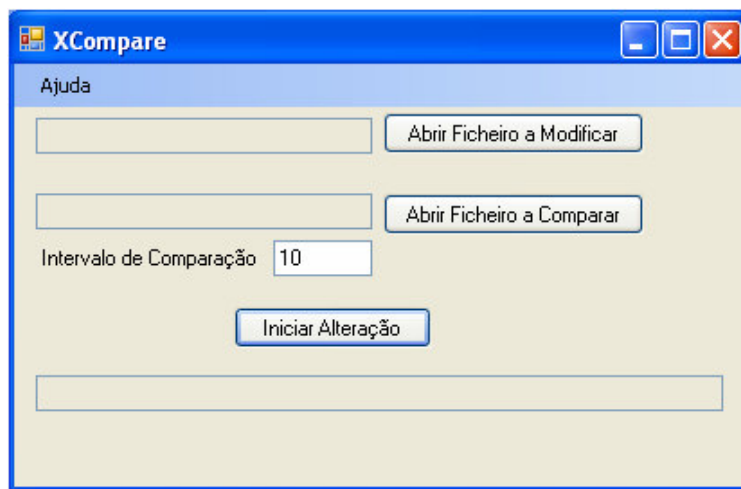 XCompare
Ajuda
Abrir Ficheiro a Modificar
Abrir Ficheiro a Comparar
Intervalo de Comparação 10
Iniciar Alteração